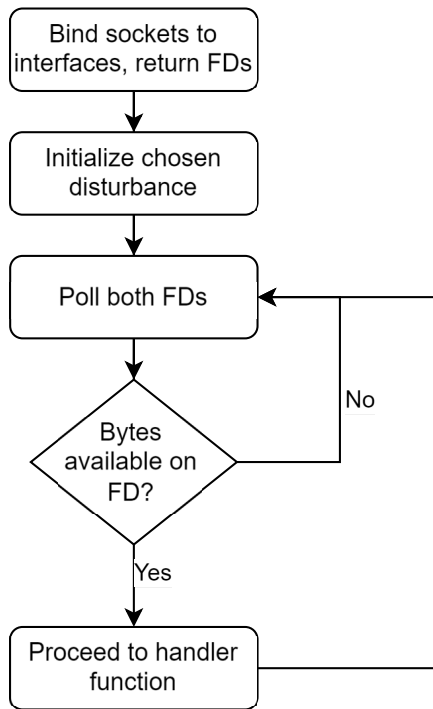 Bind sockets to
interfaces, return FDs
Initialize chosen
disturbance
Poll both FDs
Bytes
available on
FD?
No
Yes
Proceed to handler
function